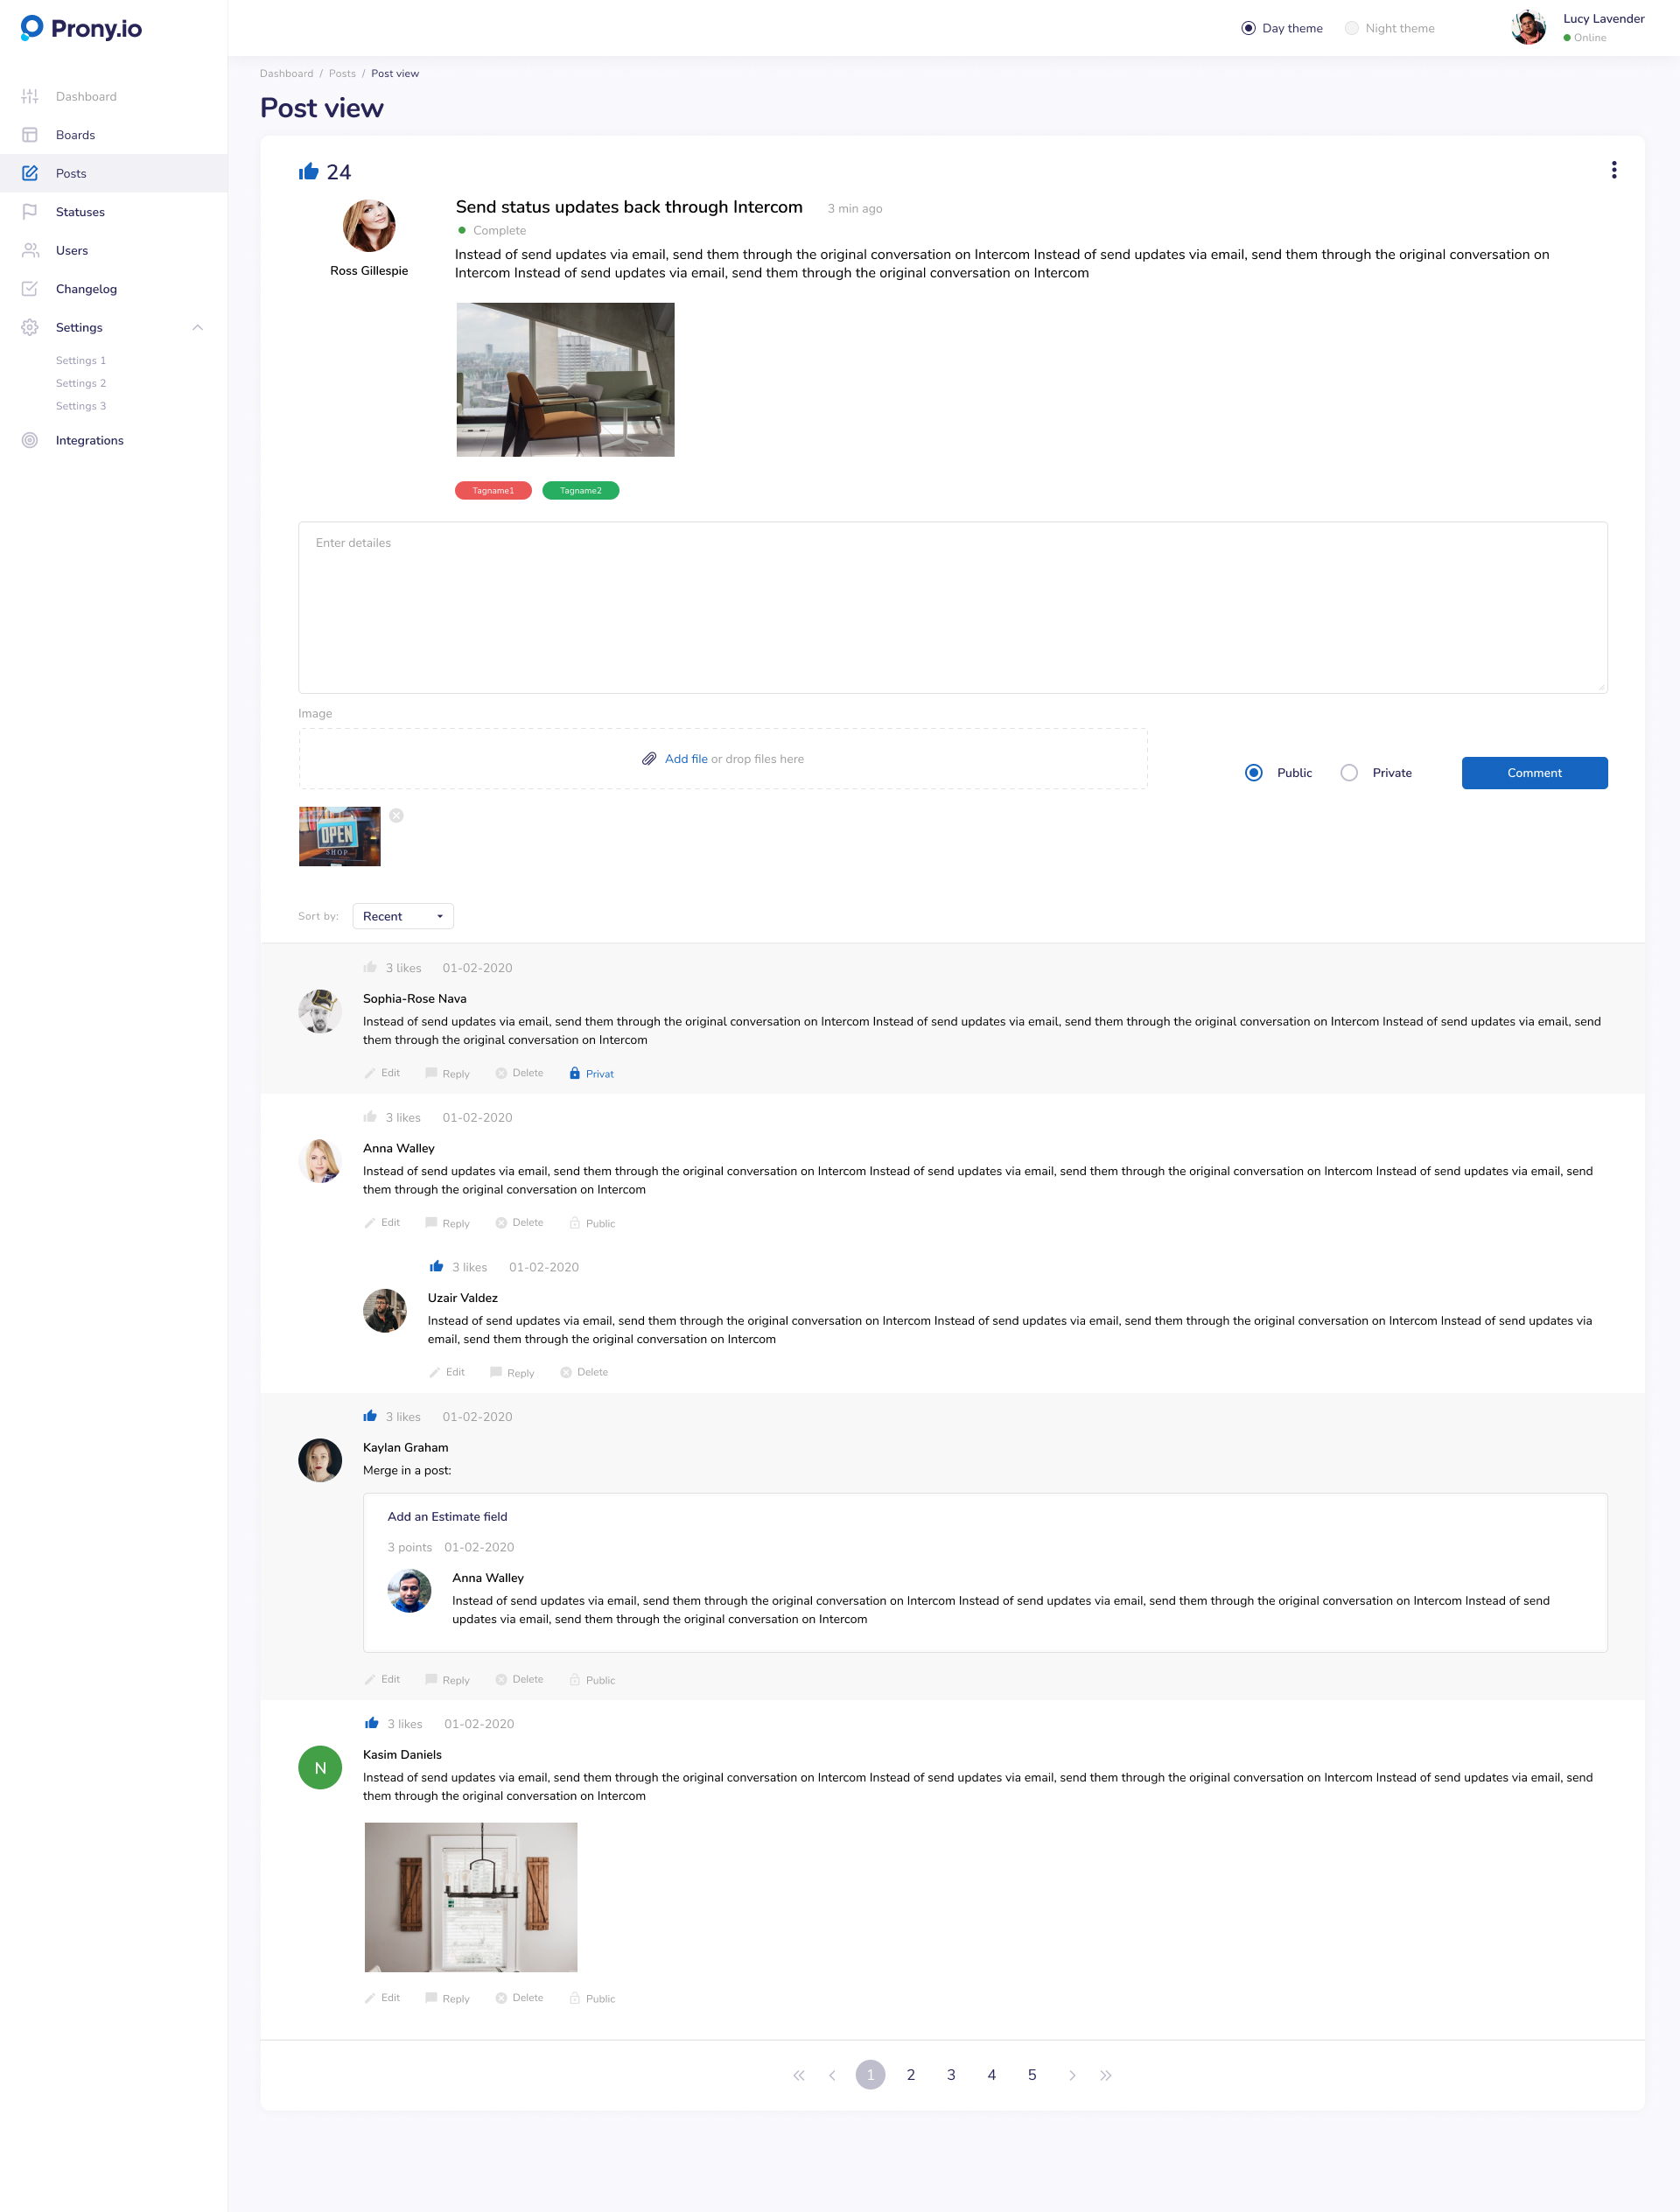 Prony.io
Day theme
Night theme
Lucy Lavender
Online
Dashboard
Boards
Posts
Statuses
Users
Changelog
Settings
Settings 1
Settings 2
Settings 3
Integrations
Dashboard / Posts / Post view
Post view
24
Ross Gillespie
Send status updates back through Intercom 3 min ago
Complete
Instead of send updates via email, send them through the original conversation on Intercom Instead of send updates via email, send them through the original conversation on
Intercom Instead of send updates via email, send them through the original conversation on Intercom
Tagname1
Tagname2
Enter detailes
Image
Add file or drop files here
Public
Private
Comment
OPEN
SHOP
Sort by:
Recent
3 likes 01-02-2020
Sophia-Rose Nava
Instead of send updates via email, send them through the original conversation on Intercom Instead of send updates via email, send them through the original conversation on Intercom Instead of send updates via email, send
them through the original conversation on Intercom
Edit Reply Delete Privat
3 likes 01-02-2020
Anna Walley
Instead of send updates via email, send them through the original conversation on Intercom Instead of send updates via email, send them through the original conversation on Intercom Instead of send updates via email, send
them through the original conversation on Intercom
Edit Reply Delete Public
3 likes 01-02-2020
Uzair Valdez
Instead of send updates via email, send them through the original conversation on Intercom Instead of send updates via email, send them through the original conversation on Intercom Instead of send updates via
email, send them through the original conversation on Intercom
Edit Reply Delete
3 likes 01-02-2020
Kaylan Graham
Merge in a post:
Add an Estimate field
3 points 01-02-2020
Anna Walley
Instead of send updates via email, send them through the original conversation on Intercom Instead of send updates via email, send them through the original conversation on Intercom Instead of send
updates via email, send them through the original conversation on Intercom
Edit Reply Delete Public
3 likes 01-02-2020
N
Kasim Daniels
Instead of send updates via email, send them through the original conversation on Intercom Instead of send updates via email, send them through the original conversation on Intercom Instead of send updates via email, send
them through the original conversation on Intercom
Edit Reply Delete Public
1 2 3 4 5